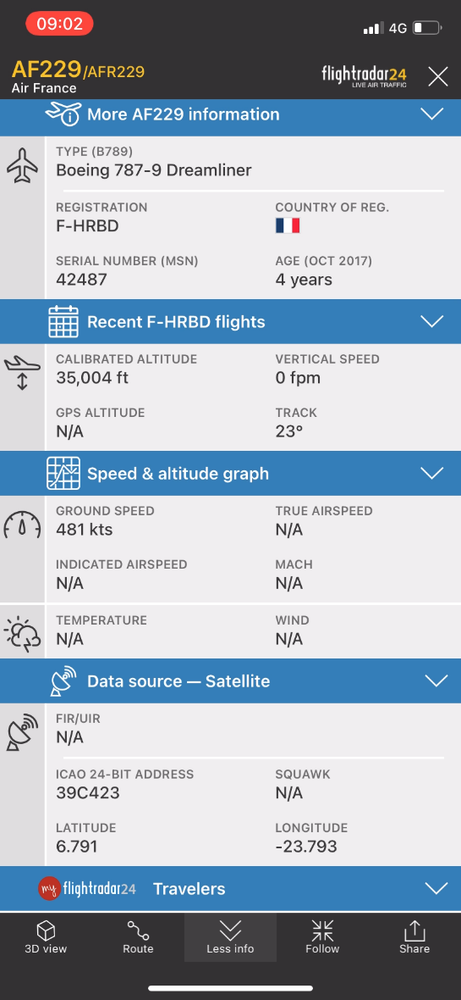 09:02
4G
AF229/AFR229
Air France
flightradar24
LIVE AIR TRAFFIC
More AF229 information
TYPE (B789)
Boeing 787-9 Dreamliner
REGISTRATION COUNTRY OF REG.
F-HRBD
SERIAL NUMBER (MSN) AGE (OCT 2017)
42487 4 years
Recent F-HRBD flights
CALIBRATED ALTITUDE VERTICAL SPEED
35,004 ft 0 fpm
GPS ALTITUDE TRACK
N/A 23°
Speed & altitude graph
GROUND SPEED TRUE AIRSPEED
481 kts N/A
INDICATED AIRSPEED MACH
N/A N/A
TEMPERATURE WIND
N/A N/A
Data source — Satellite
FIR/UIR
N/A
ICAO 24-BIT ADDRESS SQUAWK
39C423 N/A
LATITUDE LONGITUDE
6.791 -23.793
my flightradar24 Travelers
3D view Route Less info Follow Share